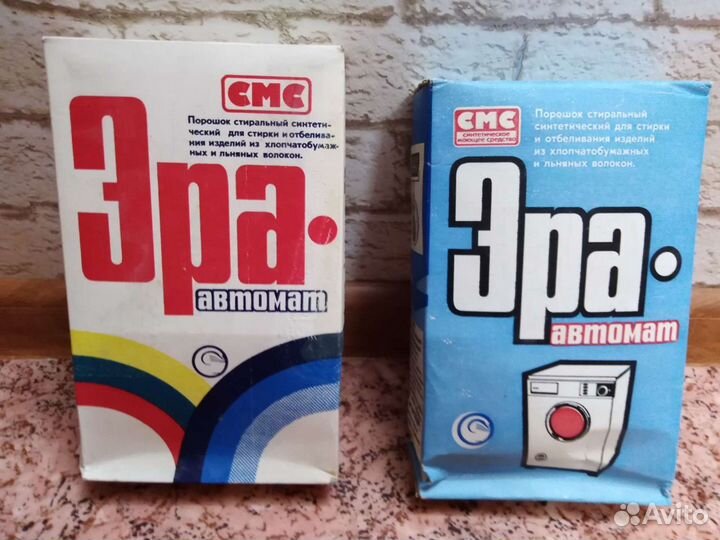 СМС
Порошок стиральный синтети-
ческий для стирки и отбелива-
ния изделий из хлопчатобумаж-
ных и льняных волокон.
Эра-
автомат
СМС
синтетическое
моющее средство
Порошок стиральный
синтетический для стирки
и отбеливания изделий
из хлопчатобумажных
и льняных волокон.
Эра-
автомат
Avito